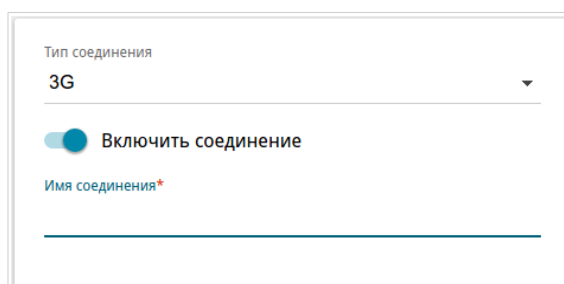 Тип соединения
3G
Включить соединение
Имя соединения*